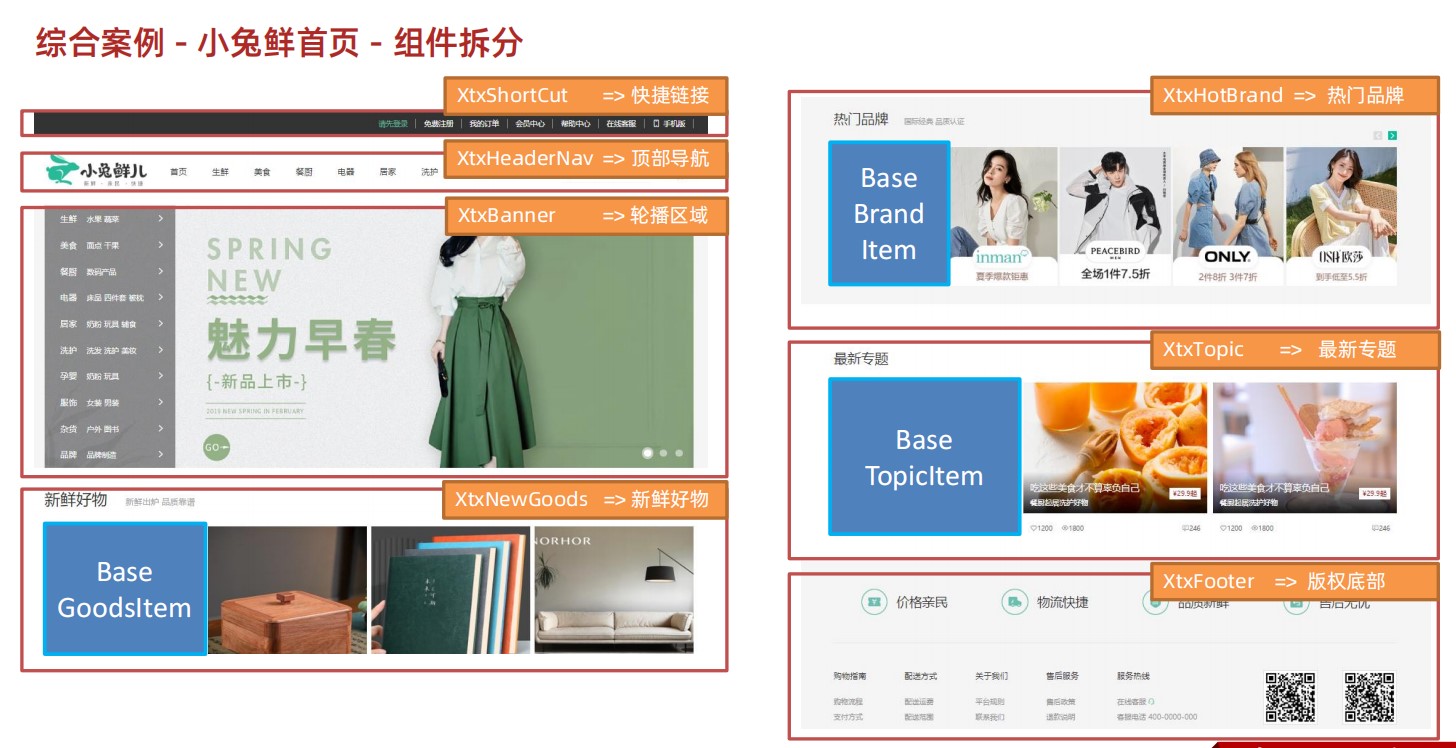 综合案例 - 小兔鲜首页 - 组件拆分
XtxShortCut => 快捷链接
请先登录 免费注册 我的订单 会员中心 帮助中心 在线客服 手机版
XtxHeaderNav => 顶部导航
小兔鲜儿
新鲜 · 亲民 · 快捷
首页 生鲜 美食 餐厨 电器 居家 洗护
XtxBanner => 轮播区域
生鲜 水果 蔬菜
美食 面点 干果
餐厨 数码产品
电器 床品 四件套 被枕
居家 奶粉 玩具 辅食
洗护 洗发 洗护 美妆
孕婴 奶粉 玩具
服饰 女装 男装
杂货 户外 图书
品牌 品牌制造
SPRING
NEW
魅力早春
{-新品上市-}
2019 NEW SPRING IN FEBRUARY
GO
XtxNewGoods => 新鲜好物
新鲜好物 新鲜出炉 品质靠谱
Base
GoodsItem
NORHOR
XtxHotBrand => 热门品牌
热门品牌 国际经典 品质认证
Base
Brand
Item
inman
夏季爆款钜惠
PEACEBIRD
MEN
全场1件7.5折
ONLY.
2件8折 3件7折
OSA欧莎
到手低至5.5折
XtxTopic => 最新专题
最新专题
Base
TopicItem
吃这些美食才不算辜负自己
餐厨起居洗护好物
¥29.9起
1200 1800 246
吃这些美食才不算辜负自己
餐厨起居洗护好物
¥29.9起
1200 1800 246
XtxFooter => 版权底部
价格亲民 物流快捷 品质新鲜 售后无忧
购物指南 配送方式 关于我们 售后服务 服务热线
购物流程 配送运费 平台规则 售后政策 在线客服
支付方式 配送范围 联系我们 退款说明 客服电话 400-0000-000